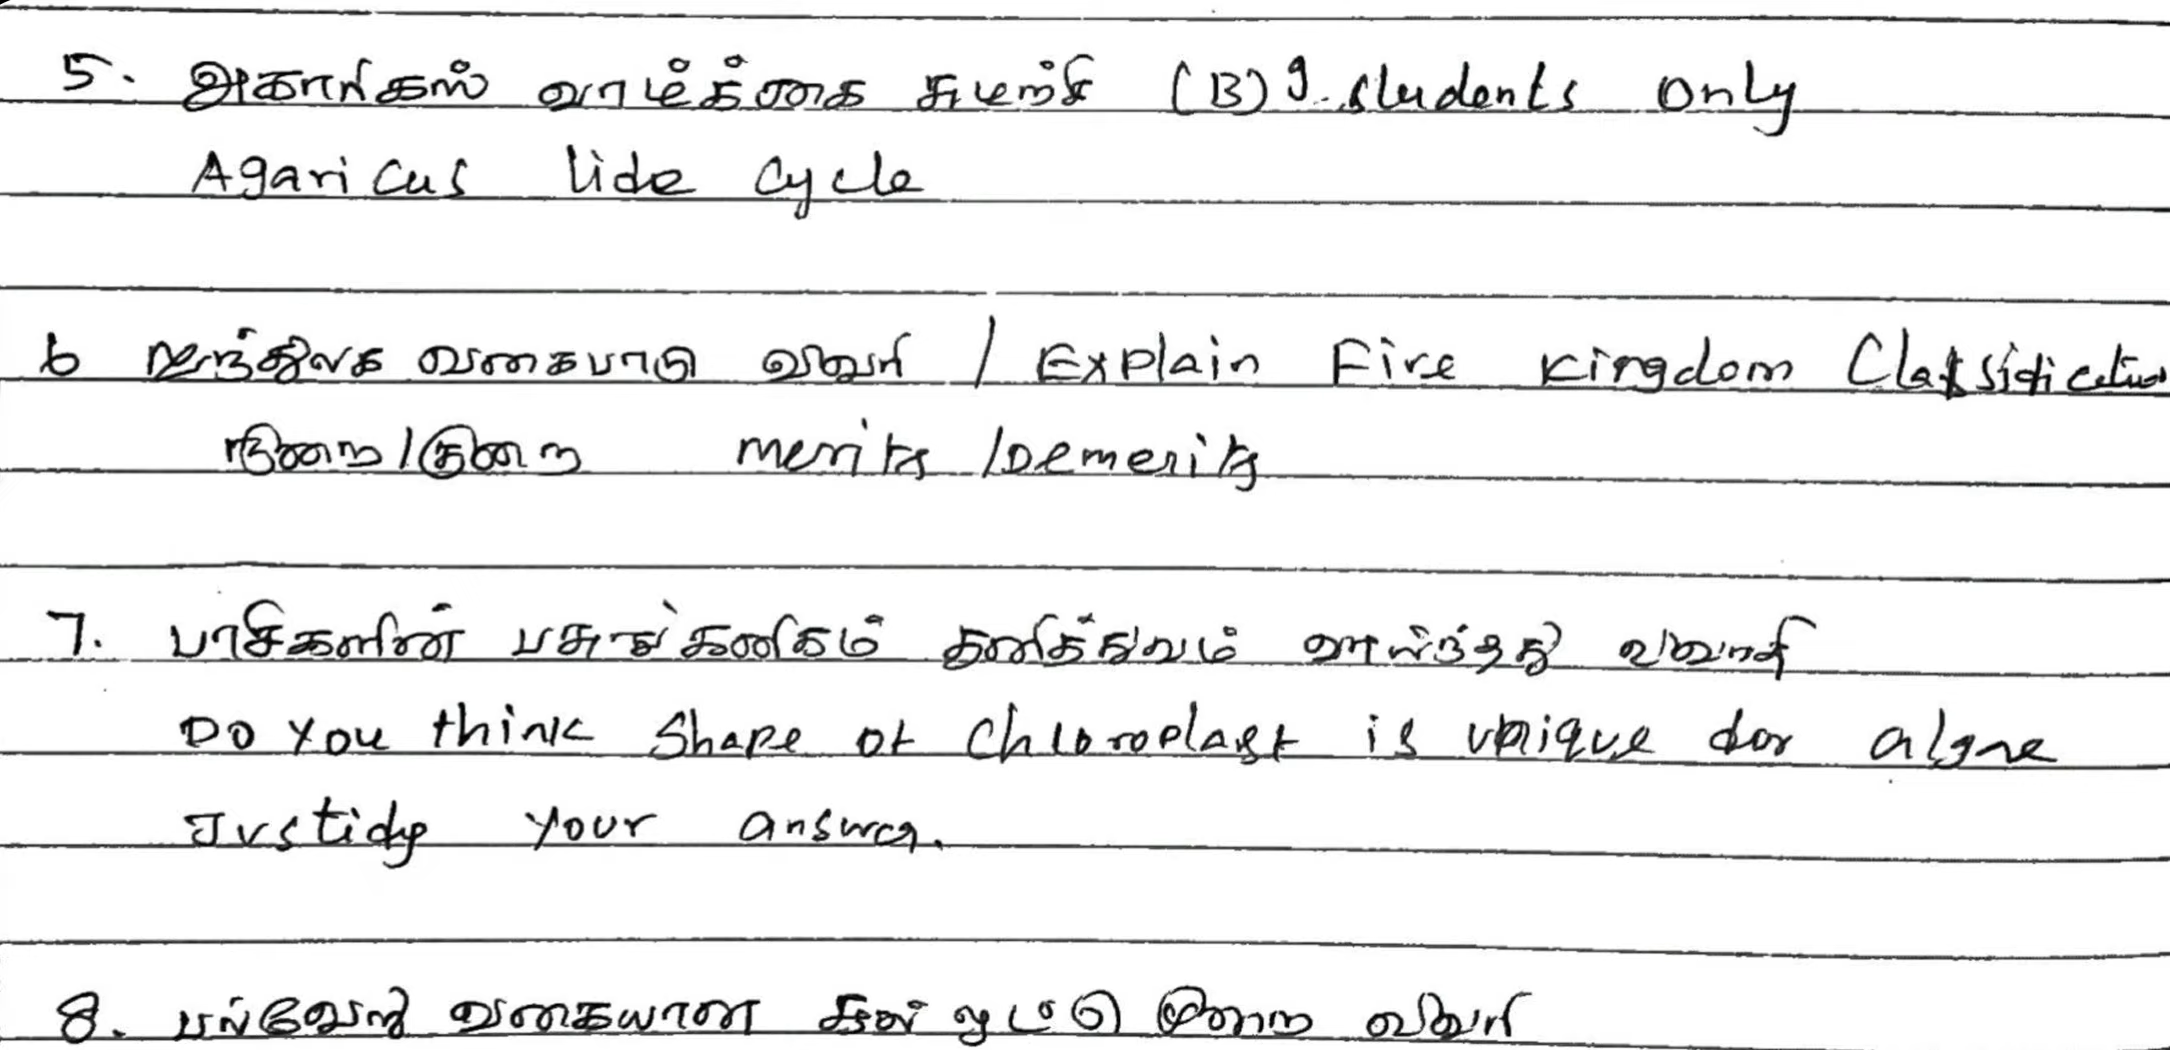 5. அகாரிகஸ் வாழ்க்கை சுழற்சி (B) students only
Agaricus life cycle
6 ஐந்துலக வகைபாடு விவரி / Explain Five Kingdom Classification
நிறை / குறை merits / Demerits
7. பாசிகளின் பசுங்கணிகம் தனித்துவம் வாய்ந்தது விவாதி
Do you think shape of chloroplast is unique for algae
Justify your answer.
8. பல்வேறு வகையான சூல் ஒட்டு முறை விவரி